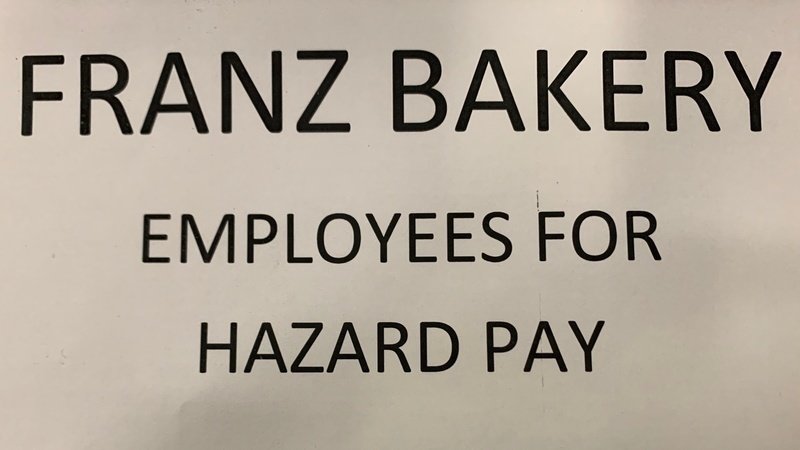 FRANZ BAKERY
EMPLOYEES FOR
HAZARD PAY